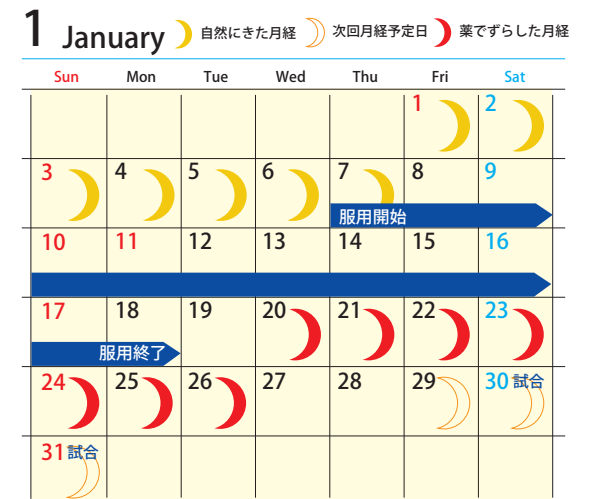 1 January 自然にきた月経 次回月経予定日 薬でずらした月経
Sun Mon Tue Wed Thu Fri Sat
1 2
3 4 5 6 7 8 9
服用開始
10 11 12 13 14 15 16
17 18 19 20 21 22 23
服用終了
24 25 26 27 28 29 30 試合
31 試合